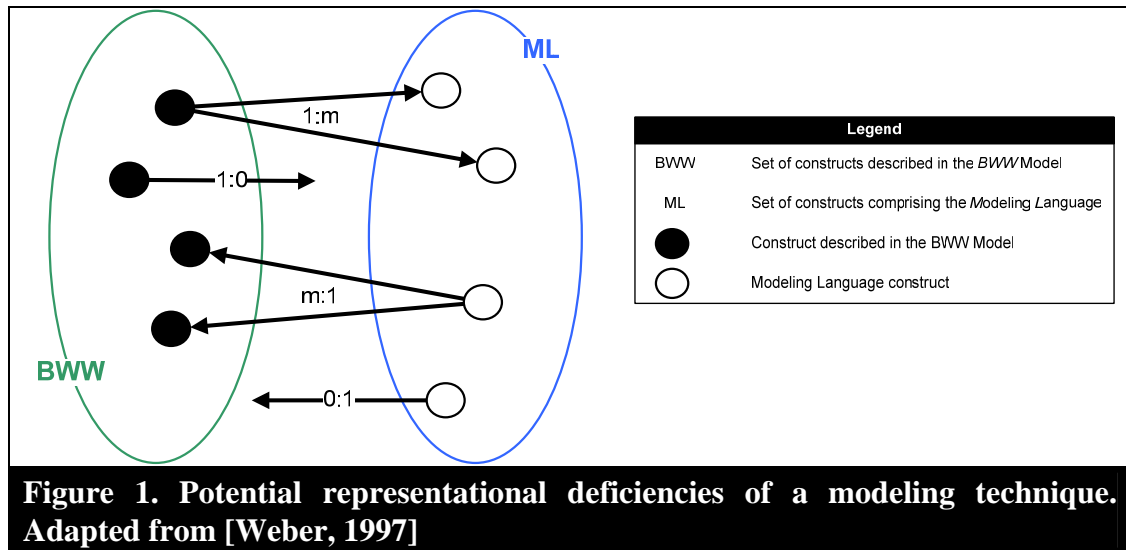 ML
1:m
1:0
m:1
BWW
0:1
Legend
BWW Set of constructs described in the BWW Model
ML Set of constructs comprising the Modeling Language
Construct described in the BWW Model
Modeling Language construct
Figure 1. Potential representational deficiencies of a modeling technique.
Adapted from [Weber, 1997]